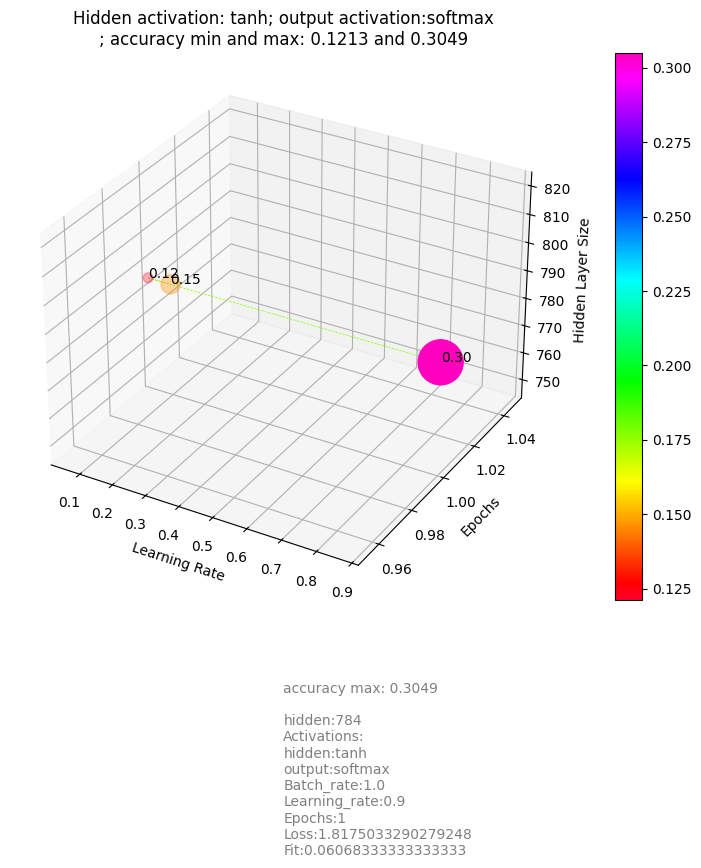 Hidden activation: tanh; output activation:softmax
; accuracy min and max: 0.1213 and 0.3049
0.300
0.275
0.250
0.225
0.200
0.175
0.150
0.125
820
810
800
790
780
770
760
750
Hidden Layer Size
0.12
0.15
0.30
1.04
1.02
1.00
0.98
0.96
Epochs
0.1
0.2
0.3
0.4
0.5
0.6
0.7
0.8
0.9
Learning Rate
accuracy max: 0.3049
hidden:784
Activations:
hidden:tanh
output:softmax
Batch_rate:1.0
Learning_rate:0.9
Epochs:1
Loss:1.8175033290279248
Fit:0.06068333333333333